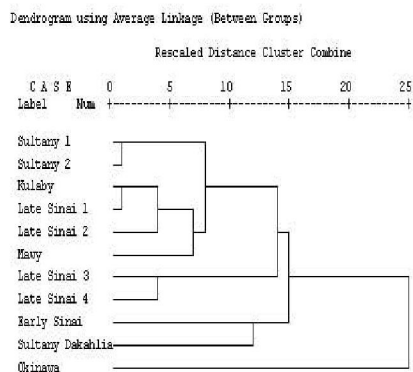 Dendrogram using Average Linkage (Between Groups)
Rescaled Distance Cluster Combine
C A S E 0 5 10 15 20 25
Label Num +---------+---------+---------+---------+---------+
Sultany 1
Sultany 2
Kulaby
Late Sinai 1
Late Sinai 2
Mawy
Late Sinai 3
Late Sinai 4
Early Sinai
Sultany Dakahlia
Okinawa